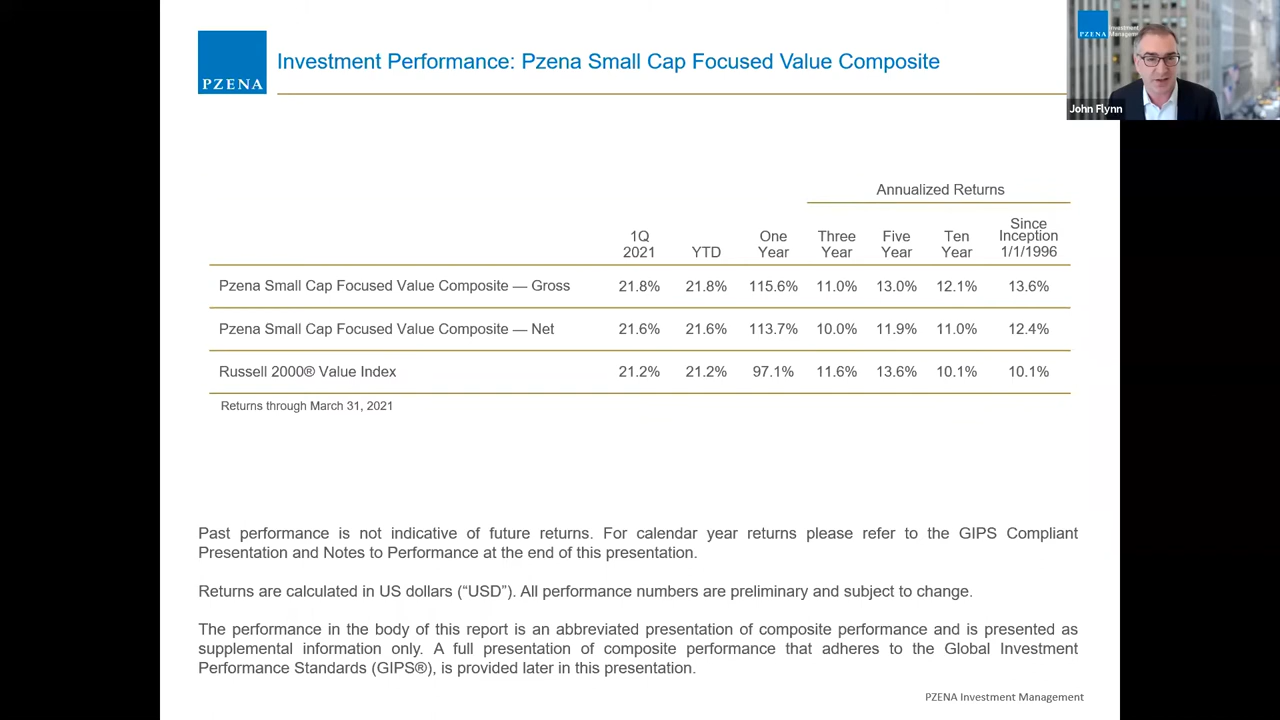 PZENA
Investment Performance: Pzena Small Cap Focused Value Composite
PZENA
Investment
Management
John Flynn
Annualized Returns
1Q 2021 YTD One Year Three Year Five Year Ten Year Since Inception 1/1/1996
Pzena Small Cap Focused Value Composite — Gross 21.8% 21.8% 115.6% 11.0% 13.0% 12.1% 13.6%
Pzena Small Cap Focused Value Composite — Net 21.6% 21.6% 113.7% 10.0% 11.9% 11.0% 12.4%
Russell 2000® Value Index 21.2% 21.2% 97.1% 11.6% 13.6% 10.1% 10.1%
Returns through March 31, 2021
Past performance is not indicative of future returns. For calendar year returns please refer to the GIPS Compliant
Presentation and Notes to Performance at the end of this presentation.
Returns are calculated in US dollars (“USD”). All performance numbers are preliminary and subject to change.
The performance in the body of this report is an abbreviated presentation of composite performance and is presented as
supplemental information only. A full presentation of composite performance that adheres to the Global Investment
Performance Standards (GIPS®), is provided later in this presentation.
PZENA Investment Management